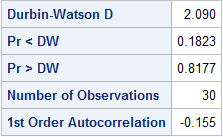 Durbin-Watson D 2.090
Pr < DW 0.1823
Pr > DW 0.8177
Number of Observations 30
1st Order Autocorrelation -0.155